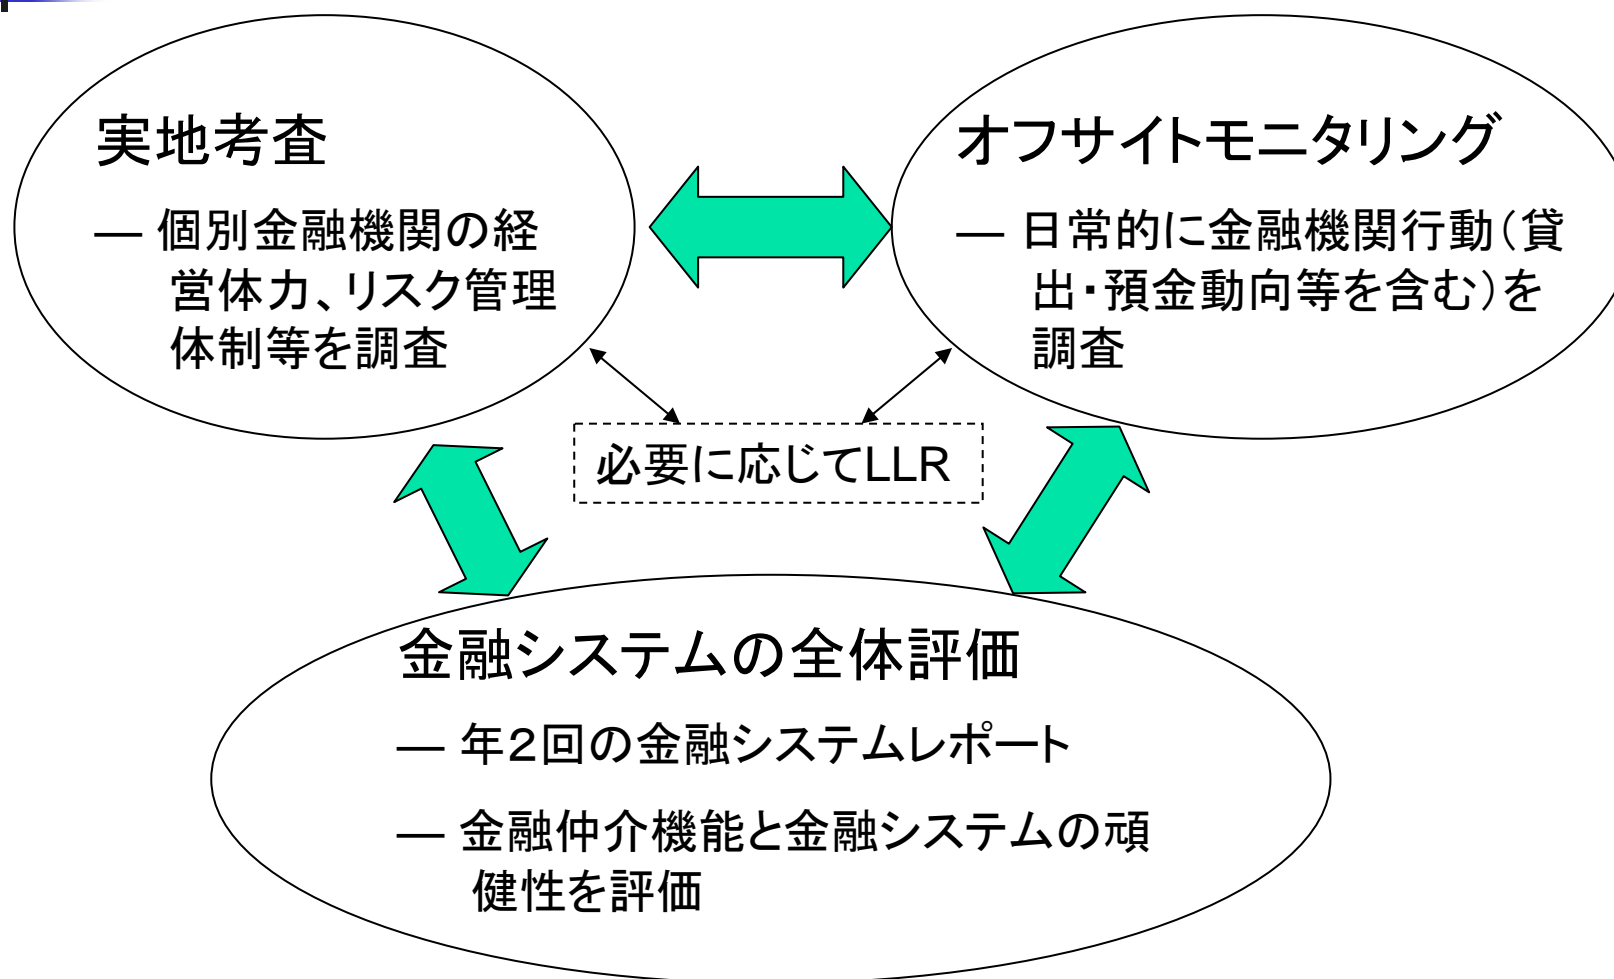 実地考査
― 個別金融機関の経
営体力、リスク管理
体制等を調査
オフサイトモニタリング
― 日常的に金融機関行動（貸
出・預金動向等を含む）を
調査
必要に応じてLLR
金融システムの全体評価
― 年２回の金融システムレポート
― 金融仲介機能と金融システムの頑
健性を評価